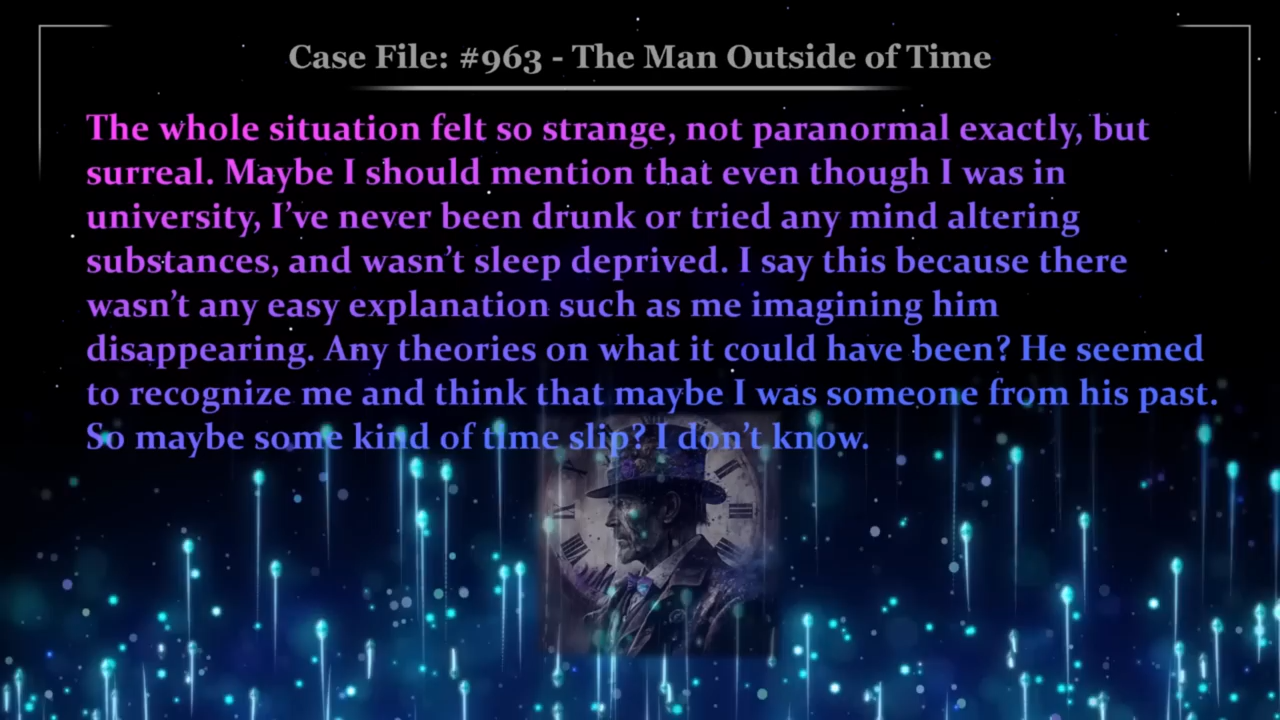 Case File: #963 - The Man Outside of Time
The whole situation felt so strange, not paranormal exactly, but
surreal. Maybe I should mention that even though I was in
university, I’ve never been drunk or tried any mind altering
substances, and wasn’t sleep deprived. I say this because there
wasn’t any easy explanation such as me imagining him
disappearing. Any theories on what it could have been? He seemed
to recognize me and think that maybe I was someone from his past.
So maybe some kind of time slip? I don’t know.